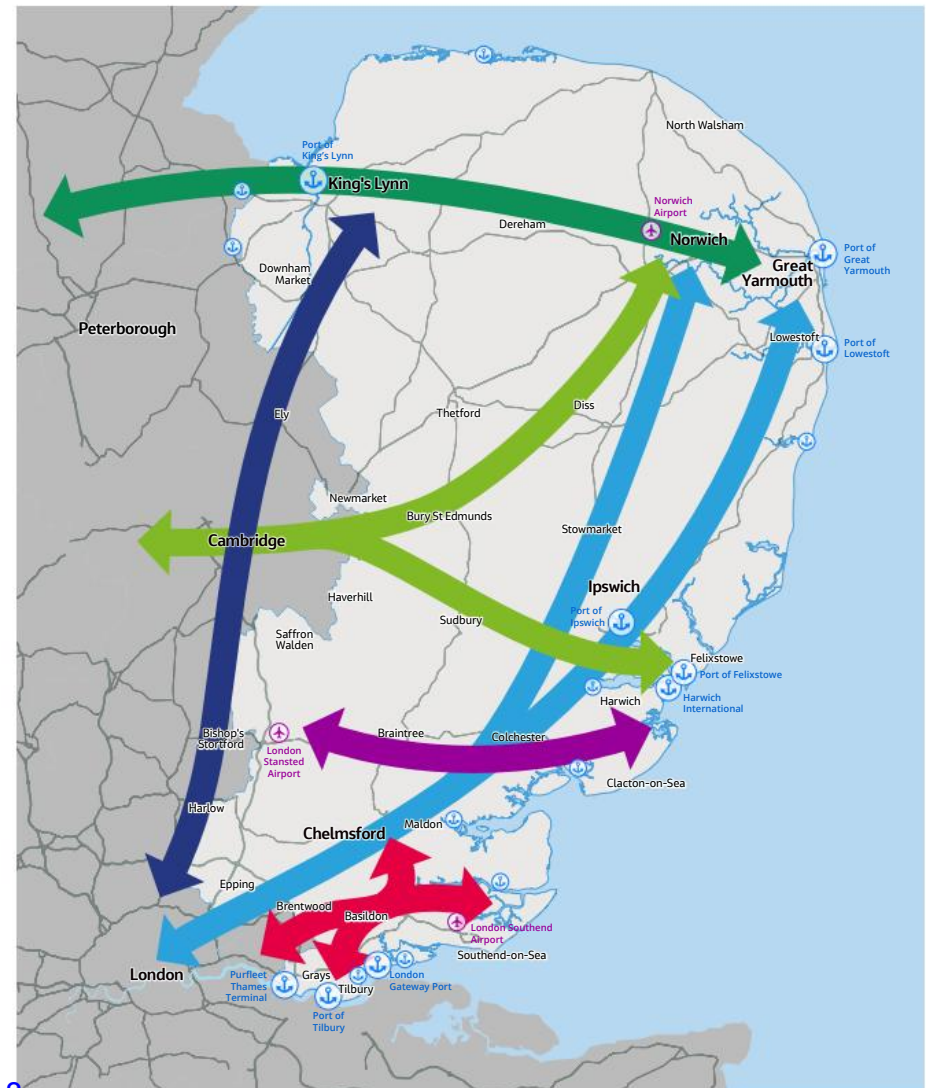 North Walsham
Port of
King's Lynn
King's Lynn
Norwich
Airport
Dereham
Norwich
Port of
Great
Yarmouth
Great
Yarmouth
Downham
Market
Peterborough
Lowestoft
Port of
Lowestoft
Ely
Thetford
Diss
Newmarket
Bury St Edmunds
Stowmarket
Cambridge
Ipswich
Haverhill
Port of
Ipswich
Sudbury
Saffron
Walden
Felixstowe
Port of Felixstowe
Harwich
Harwich
International
Bishop's
Stortford
Braintree
Colchester
London
Stansted
Airport
Clacton-on-Sea
Harlow
Maldon
Chelmsford
Epping
Brentwood
Basildon
London Southend
Airport
Southend-on-Sea
London
Purfleet
Thames
Terminal
Grays
Tilbury
London
Gateway Port
Port of
Tilbury